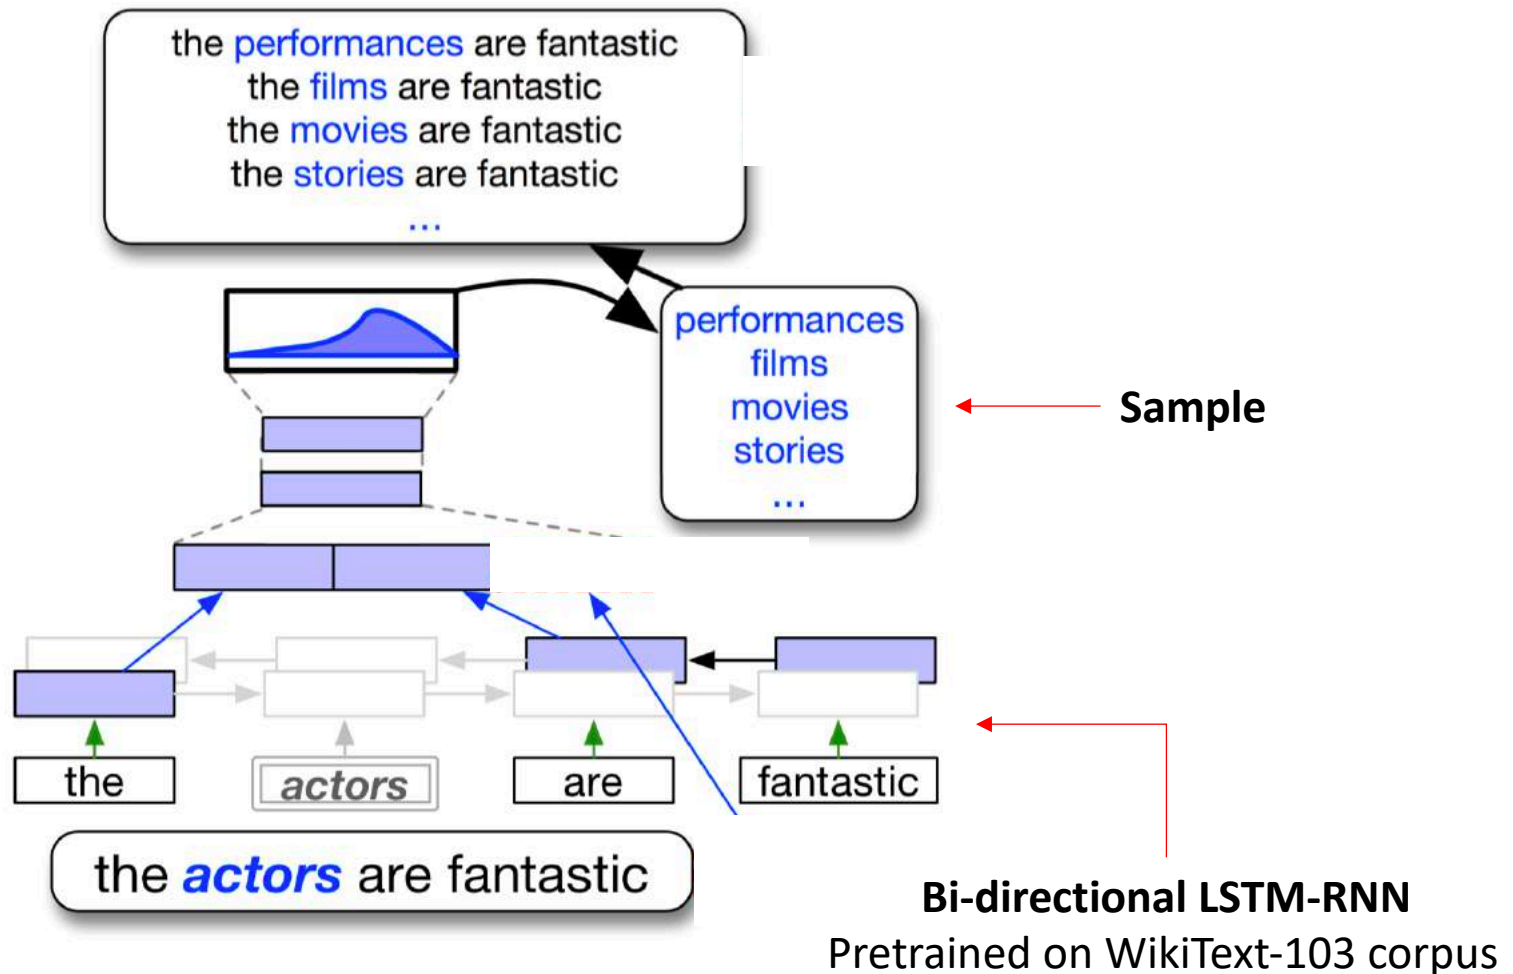 the performances are fantastic
the films are fantastic
the movies are fantastic
the stories are fantastic
...
performances
films
movies
stories
...
Sample
the
actors
are
fantastic
the actors are fantastic
Bi-directional LSTM-RNN
Pretrained on WikiText-103 corpus